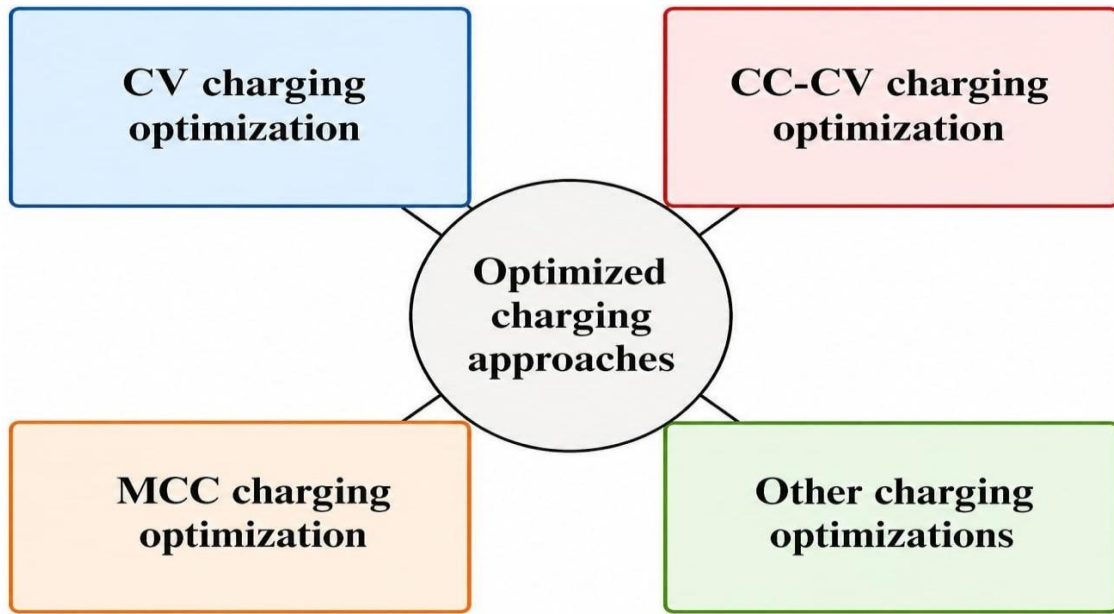 CV charging
optimization
CC-CV charging
optimization
Optimized
charging
approaches
MCC charging
optimization
Other charging
optimizations